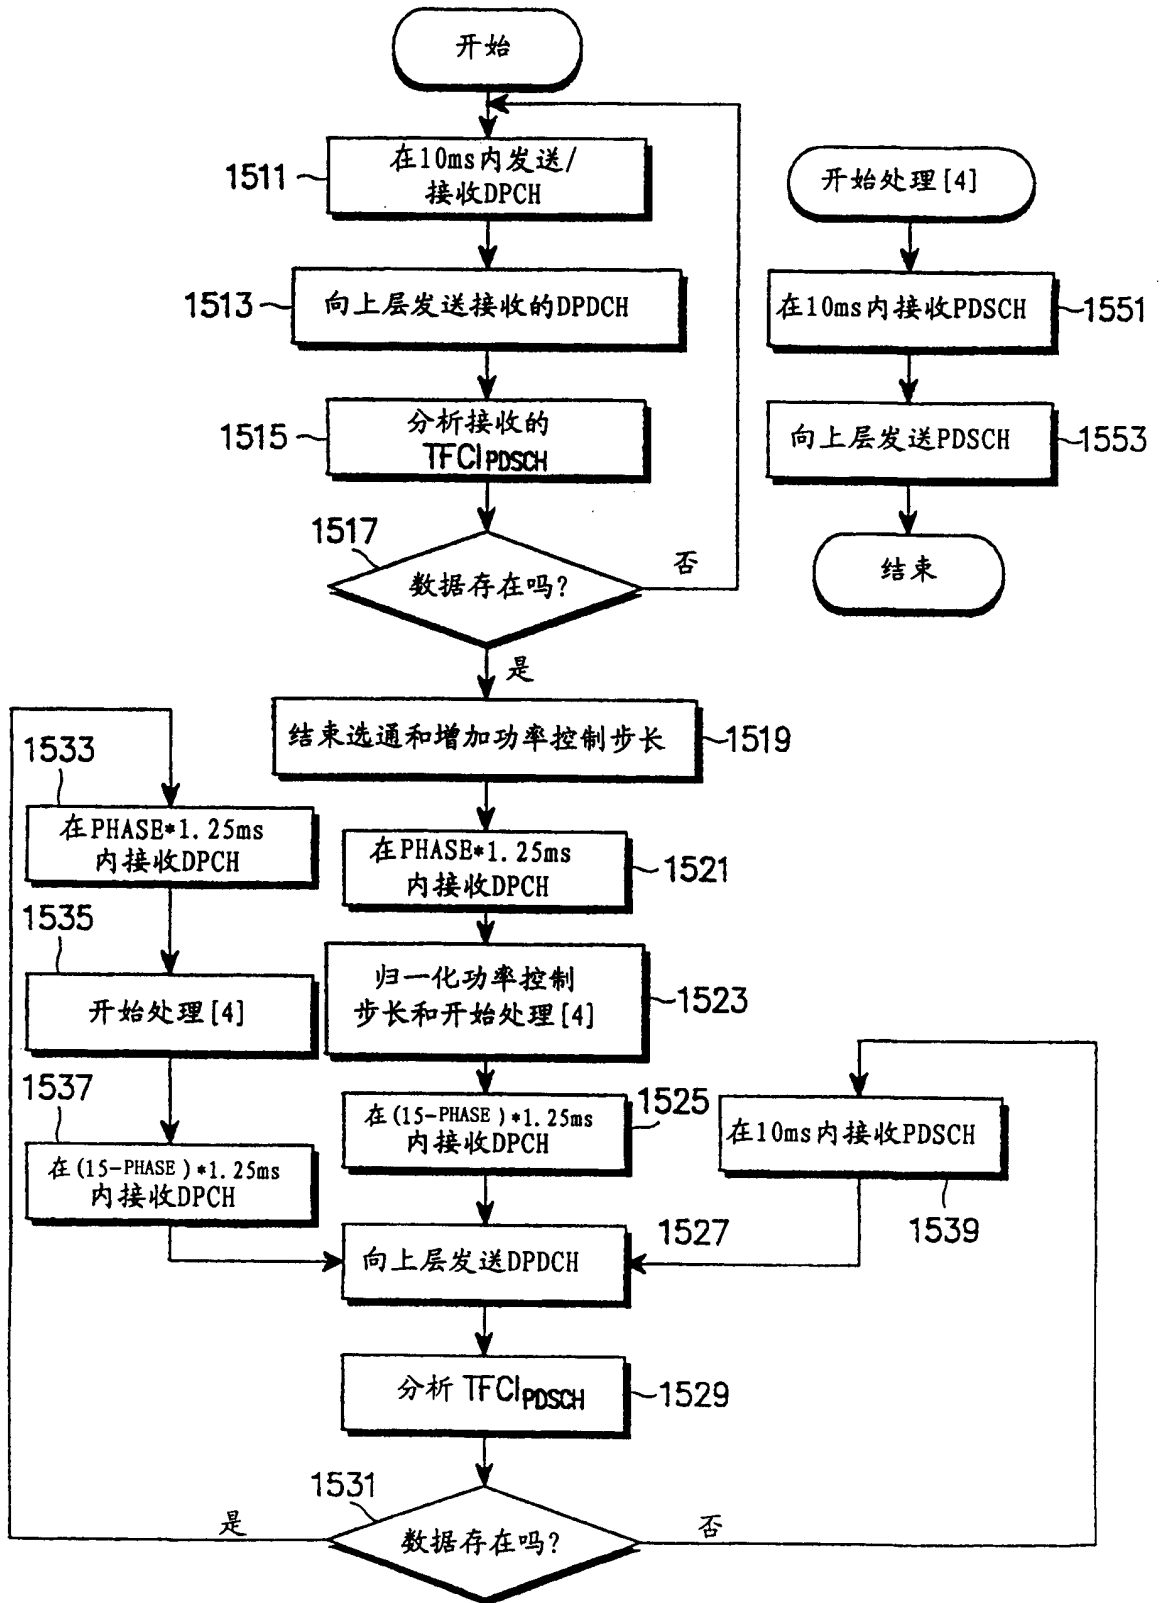 开始
1511
在10ms内发送/
接收DPCH
1513
向上层发送接收的DPDCH
1515
分析接收的
TFCIPDSCH
1517
数据存在吗?
否
是
开始处理[4]
在10ms内接收PDSCH
1551
向上层发送PDSCH
1553
结束
结束选通和增加功率控制步长
1519
1533
在PHASE*1.25ms
内接收DPCH
1535
开始处理[4]
1537
在(15-PHASE)*1.25ms
内接收DPCH
在PHASE*1.25ms
内接收DPCH
1521
归一化功率控制
步长和开始处理[4]
1523
在(15-PHASE)*1.25ms
内接收DPCH
1525
在10ms内接收PDSCH
1539
向上层发送DPDCH
1527
分析 TFCIPDSCH
1529
1531
数据存在吗?
是
否